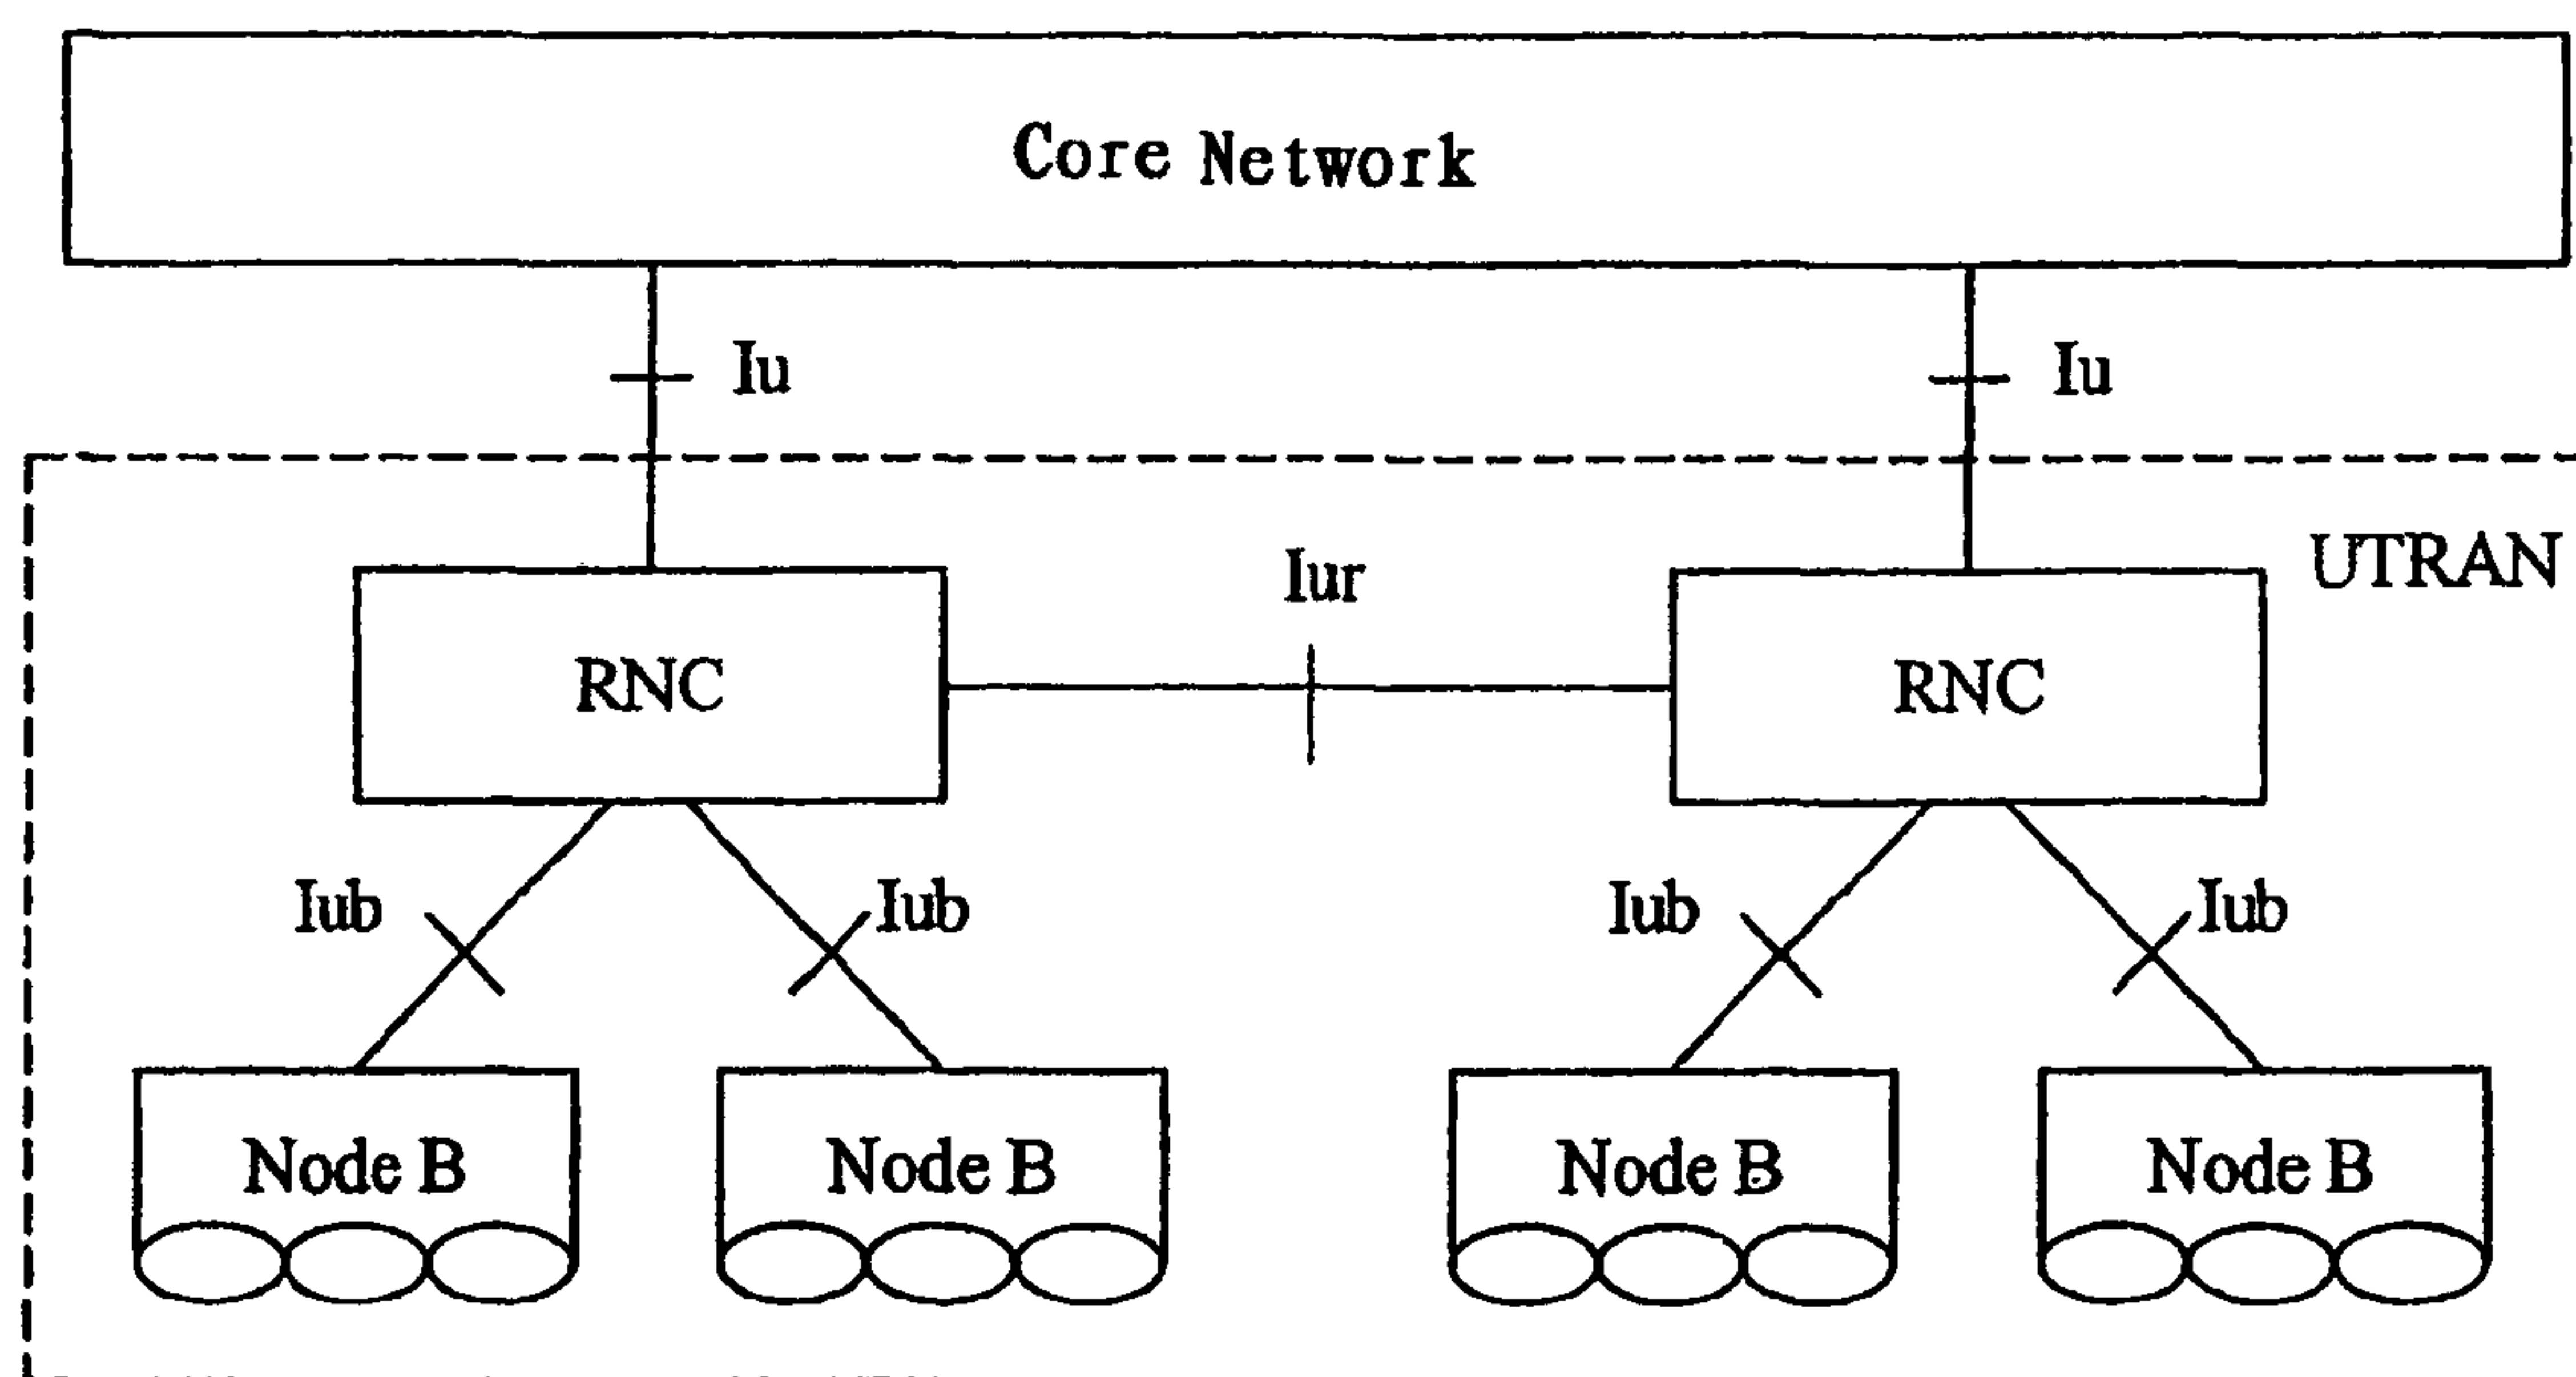 Core Network
Iu Iu
UTRAN
Iur
RNC RNC
Iub Iub Iub Iub
Node B Node B Node B Node B